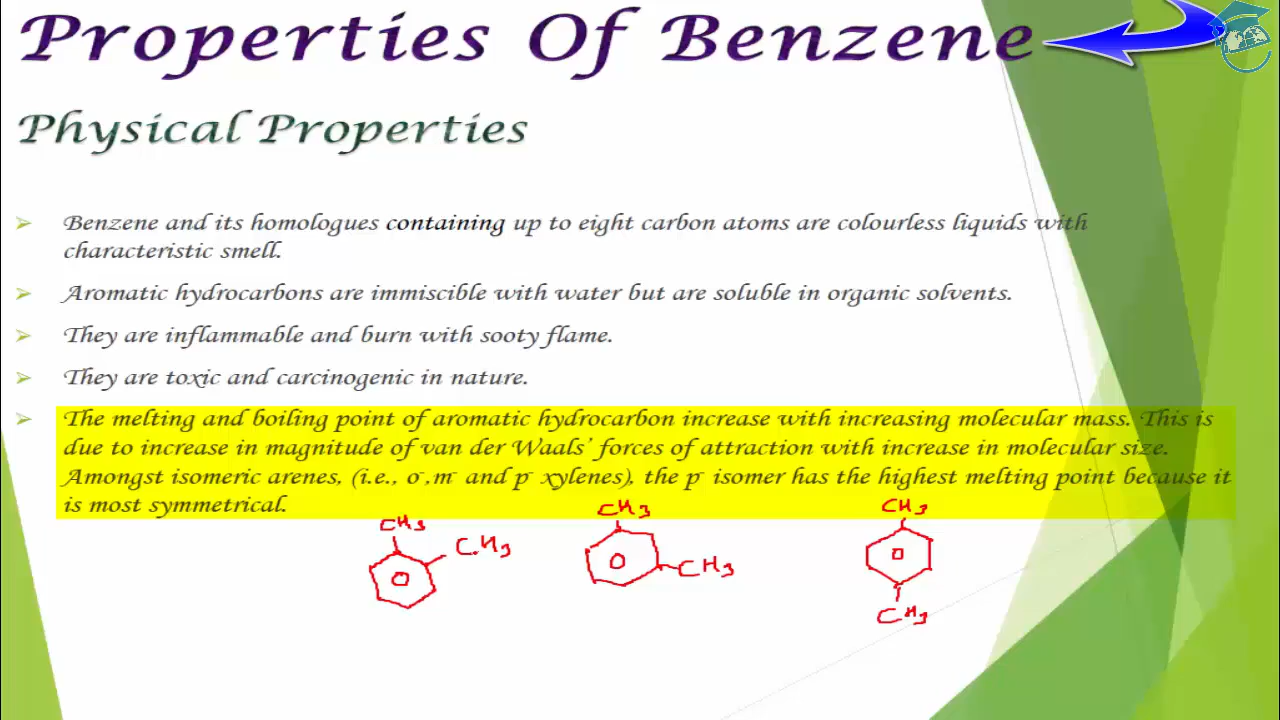 Properties Of Benzene
Physical Properties
Benzene and its homologues containing up to eight carbon atoms are colourless liquids with
characteristic smell.
Aromatic hydrocarbons are immiscible with water but are soluble in organic solvents.
They are inflammable and burn with sooty flame.
They are toxic and carcinogenic in nature.
The melting and boiling point of aromatic hydrocarbon increase with increasing molecular mass. This is
due to increase in magnitude of van der Waals' forces of attraction with increase in molecular size.
Amongst isomeric arenes, (i.e., o-,m- and p- xylenes), the p- isomer has the highest melting point because it
is most symmetrical.
CH3
CH3
CH3
CH3
CH3
CH3